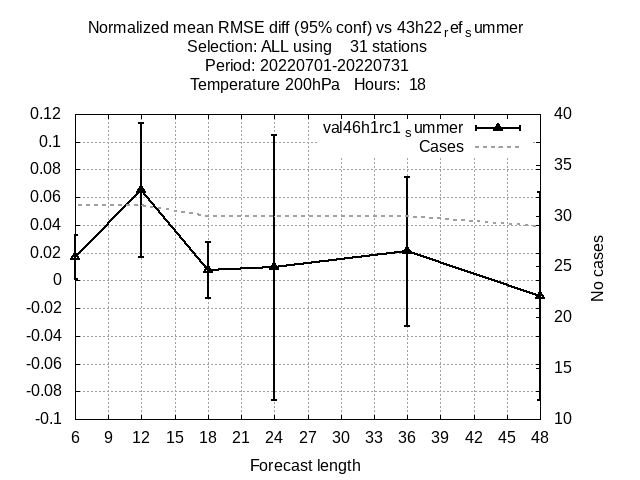 Normalized mean RMSE diff (95% conf) vs 43h22refsummer
Selection: ALL using    31 stations
Period: 20220701-20220731
Temperature 200hPa   Hours:  18
val46h1rc1summer
Cases
0.12
0.1
0.08
0.06
0.04
0.02
0
-0.02
-0.04
-0.06
-0.08
-0.1
40
35
30
25
20
15
10
No cases
6 9 12 15 18 21 24 27 30 33 36 39 42 45 48
Forecast length